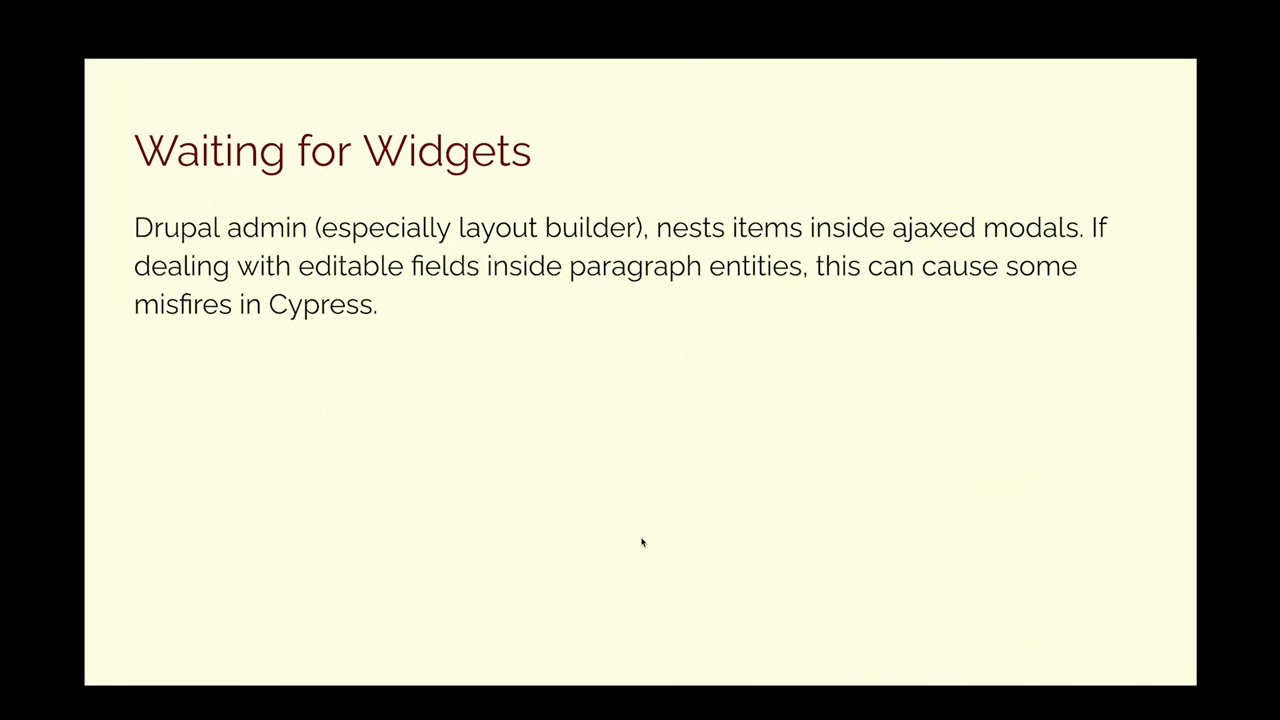 Waiting for Widgets
Drupal admin (especially layout builder), nests items inside ajaxed modals. If
dealing with editable fields inside paragraph entities, this can cause some
misfires in Cypress.